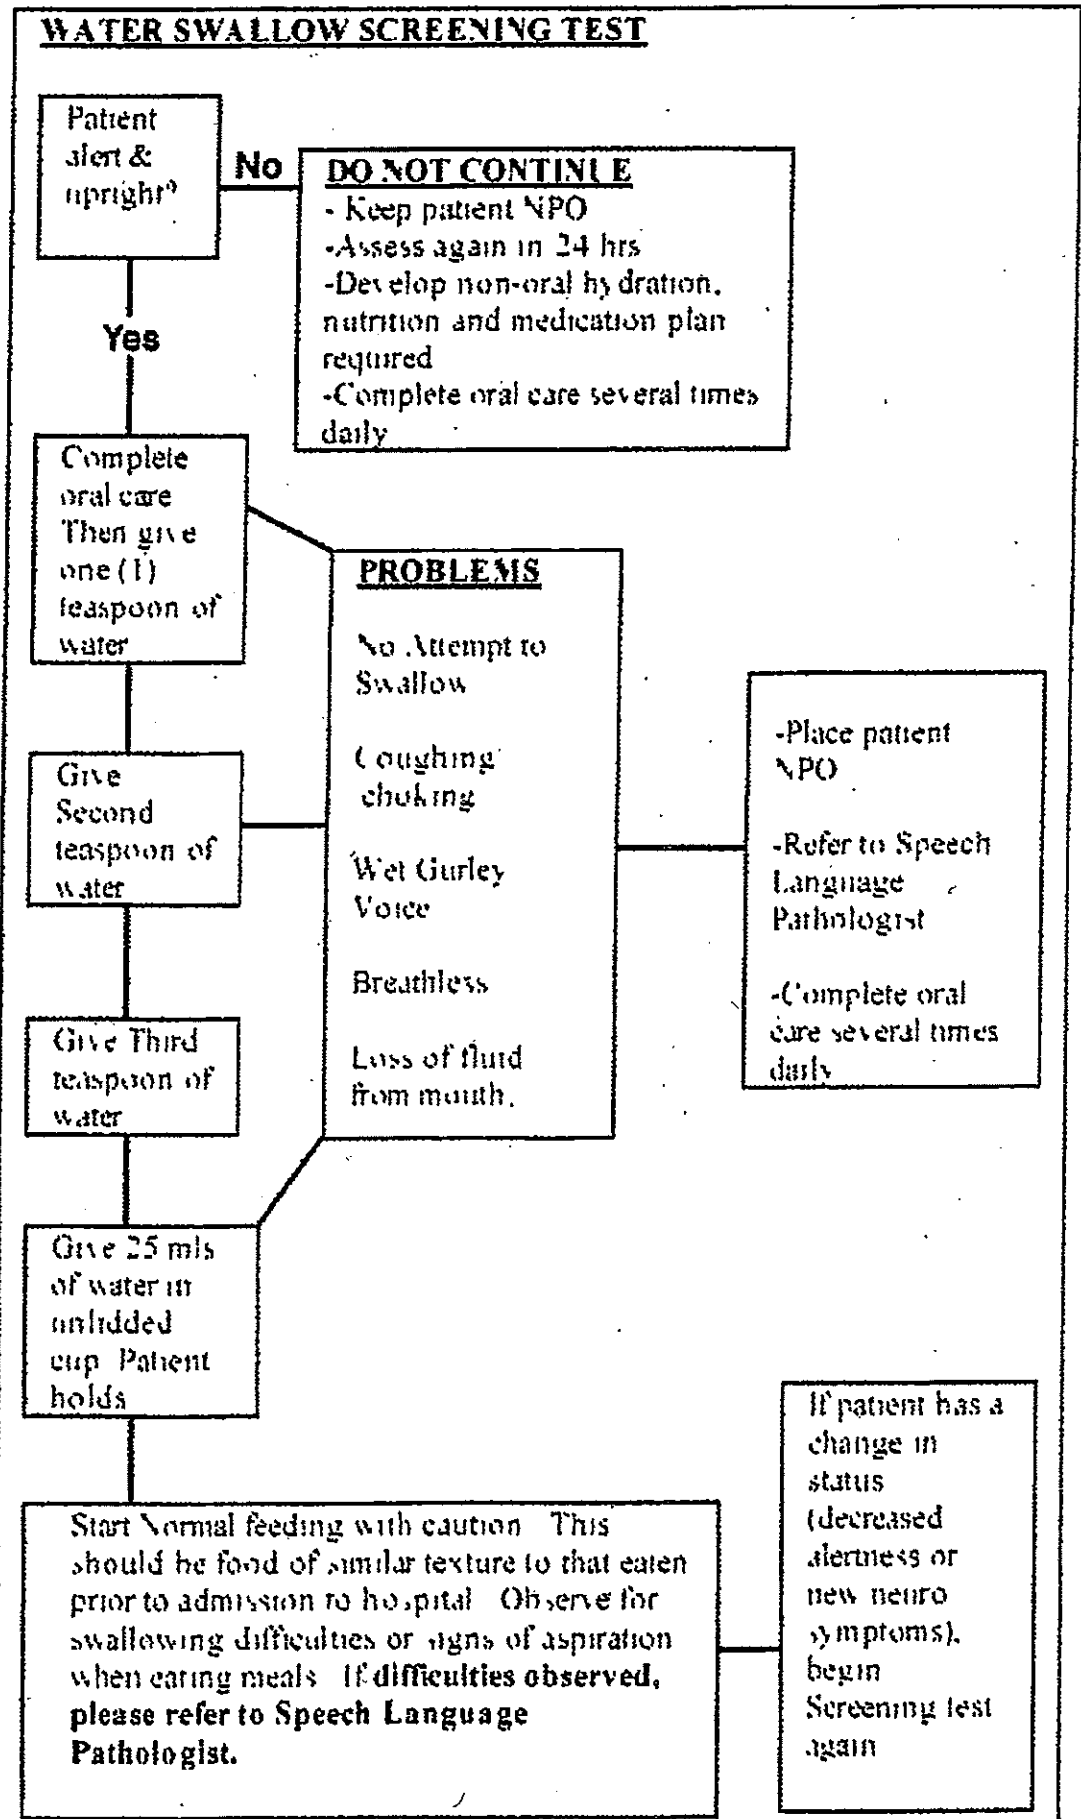 WATER SWALLOW SCREENING TEST
Patient
alert &
upright?
No
DO NOT CONTINUE
- Keep patient NPO
-Assess again in 24 hrs
-Develop non-oral hydration,
nutrition and medication plan
required
-Complete oral care several times
daily
Yes
Complete
oral care
Then give
one (1)
teaspoon of
water
PROBLEMS
No Attempt to
Swallow
Coughing
choking
Wet Gurley
Voice
Breathless
Loss of fluid
from mouth.
-Place patient
NPO
-Refer to Speech
Language
Pathologist
-Complete oral
care several times
daily
Give
Second
teaspoon of
water
Give Third
teaspoon of
water
Give 25 mls
of water in
unlidded
cup Patient
holds
Start Normal feeding with caution This
should be food of similar texture to that eaten
prior to admission to hospital Observe for
swallowing difficulties or signs of aspiration
when eating meals If difficulties observed,
please refer to Speech Language
Pathologist.
If patient has a
change in
status
(decreased
alertness or
new neuro
symptoms),
begin
Screening test
again